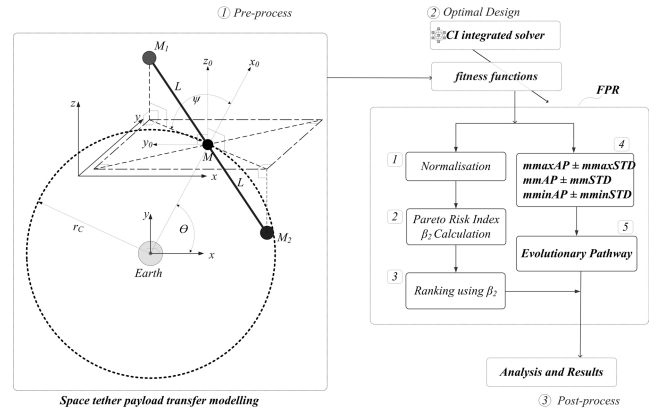 ① Pre-process
M1
L
ψ
z0
x0
z
y
y0
M
x
L
M2
rC
y
Θ
x
Earth
Space tether payload transfer modelling
② Optimal Design
CI integrated solver
fitness functions
FPR
1
Normalisation
2
Pareto Risk Index
β2 Calculation
3
Ranking using β2
4
mmaxAP ± mmaxSTD
mmAP ± mmSTD
mminAP ± mminSTD
5
Evolutionary Pathway
Analysis and Results
③ Post-process